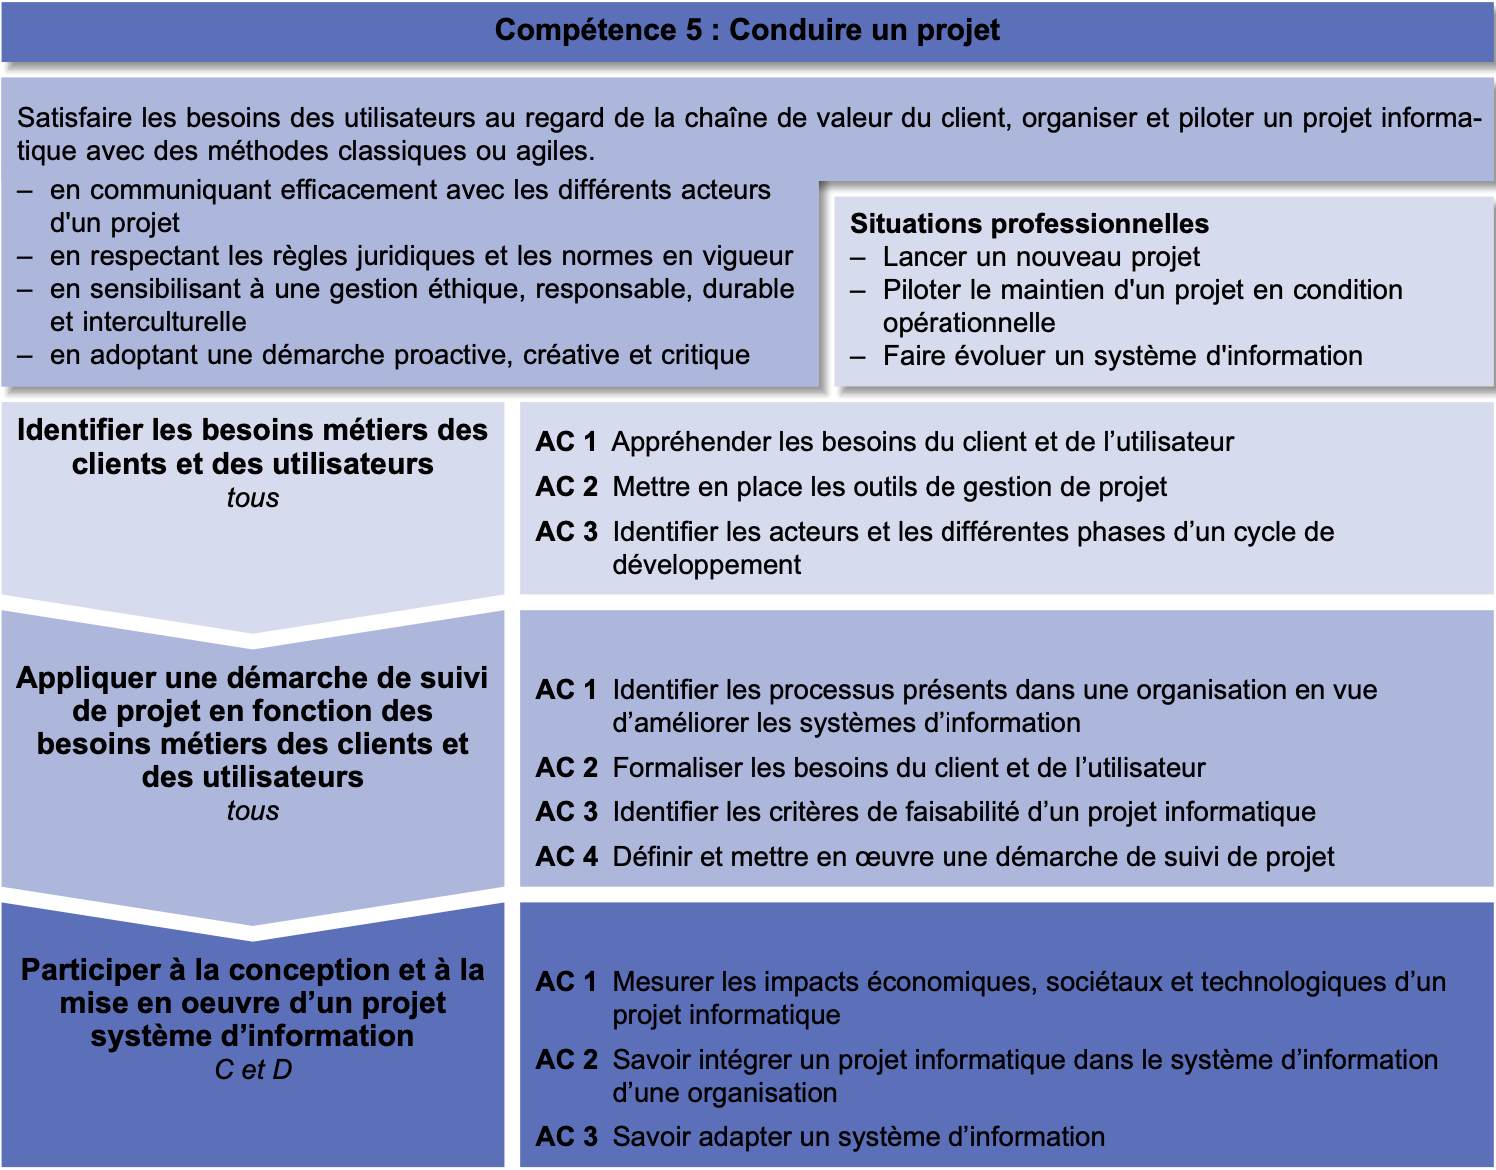 Compétence 5 : Conduire un projet
Satisfaire les besoins des utilisateurs au regard de la chaîne de valeur du client, organiser et piloter un projet informa-
tique avec des méthodes classiques ou agiles.
– en communiquant efficacement avec les différents acteurs
d'un projet
– en respectant les règles juridiques et les normes en vigueur
– en sensibilisant à une gestion éthique, responsable, durable
et interculturelle
– en adoptant une démarche proactive, créative et critique
Situations professionnelles
– Lancer un nouveau projet
– Piloter le maintien d'un projet en condition
opérationnelle
– Faire évoluer un système d'information
Identifier les besoins métiers des
clients et des utilisateurs
tous
AC 1 Appréhender les besoins du client et de l’utilisateur
AC 2 Mettre en place les outils de gestion de projet
AC 3 Identifier les acteurs et les différentes phases d’un cycle de
développement
Appliquer une démarche de suivi
de projet en fonction des
besoins métiers des clients et
des utilisateurs
tous
AC 1 Identifier les processus présents dans une organisation en vue
d’améliorer les systèmes d’information
AC 2 Formaliser les besoins du client et de l’utilisateur
AC 3 Identifier les critères de faisabilité d’un projet informatique
AC 4 Définir et mettre en œuvre une démarche de suivi de projet
Participer à la conception et à la
mise en oeuvre d’un projet
système d’information
C et D
AC 1 Mesurer les impacts économiques, sociétaux et technologiques d’un
projet informatique
AC 2 Savoir intégrer un projet informatique dans le système d’information
d’une organisation
AC 3 Savoir adapter un système d’information